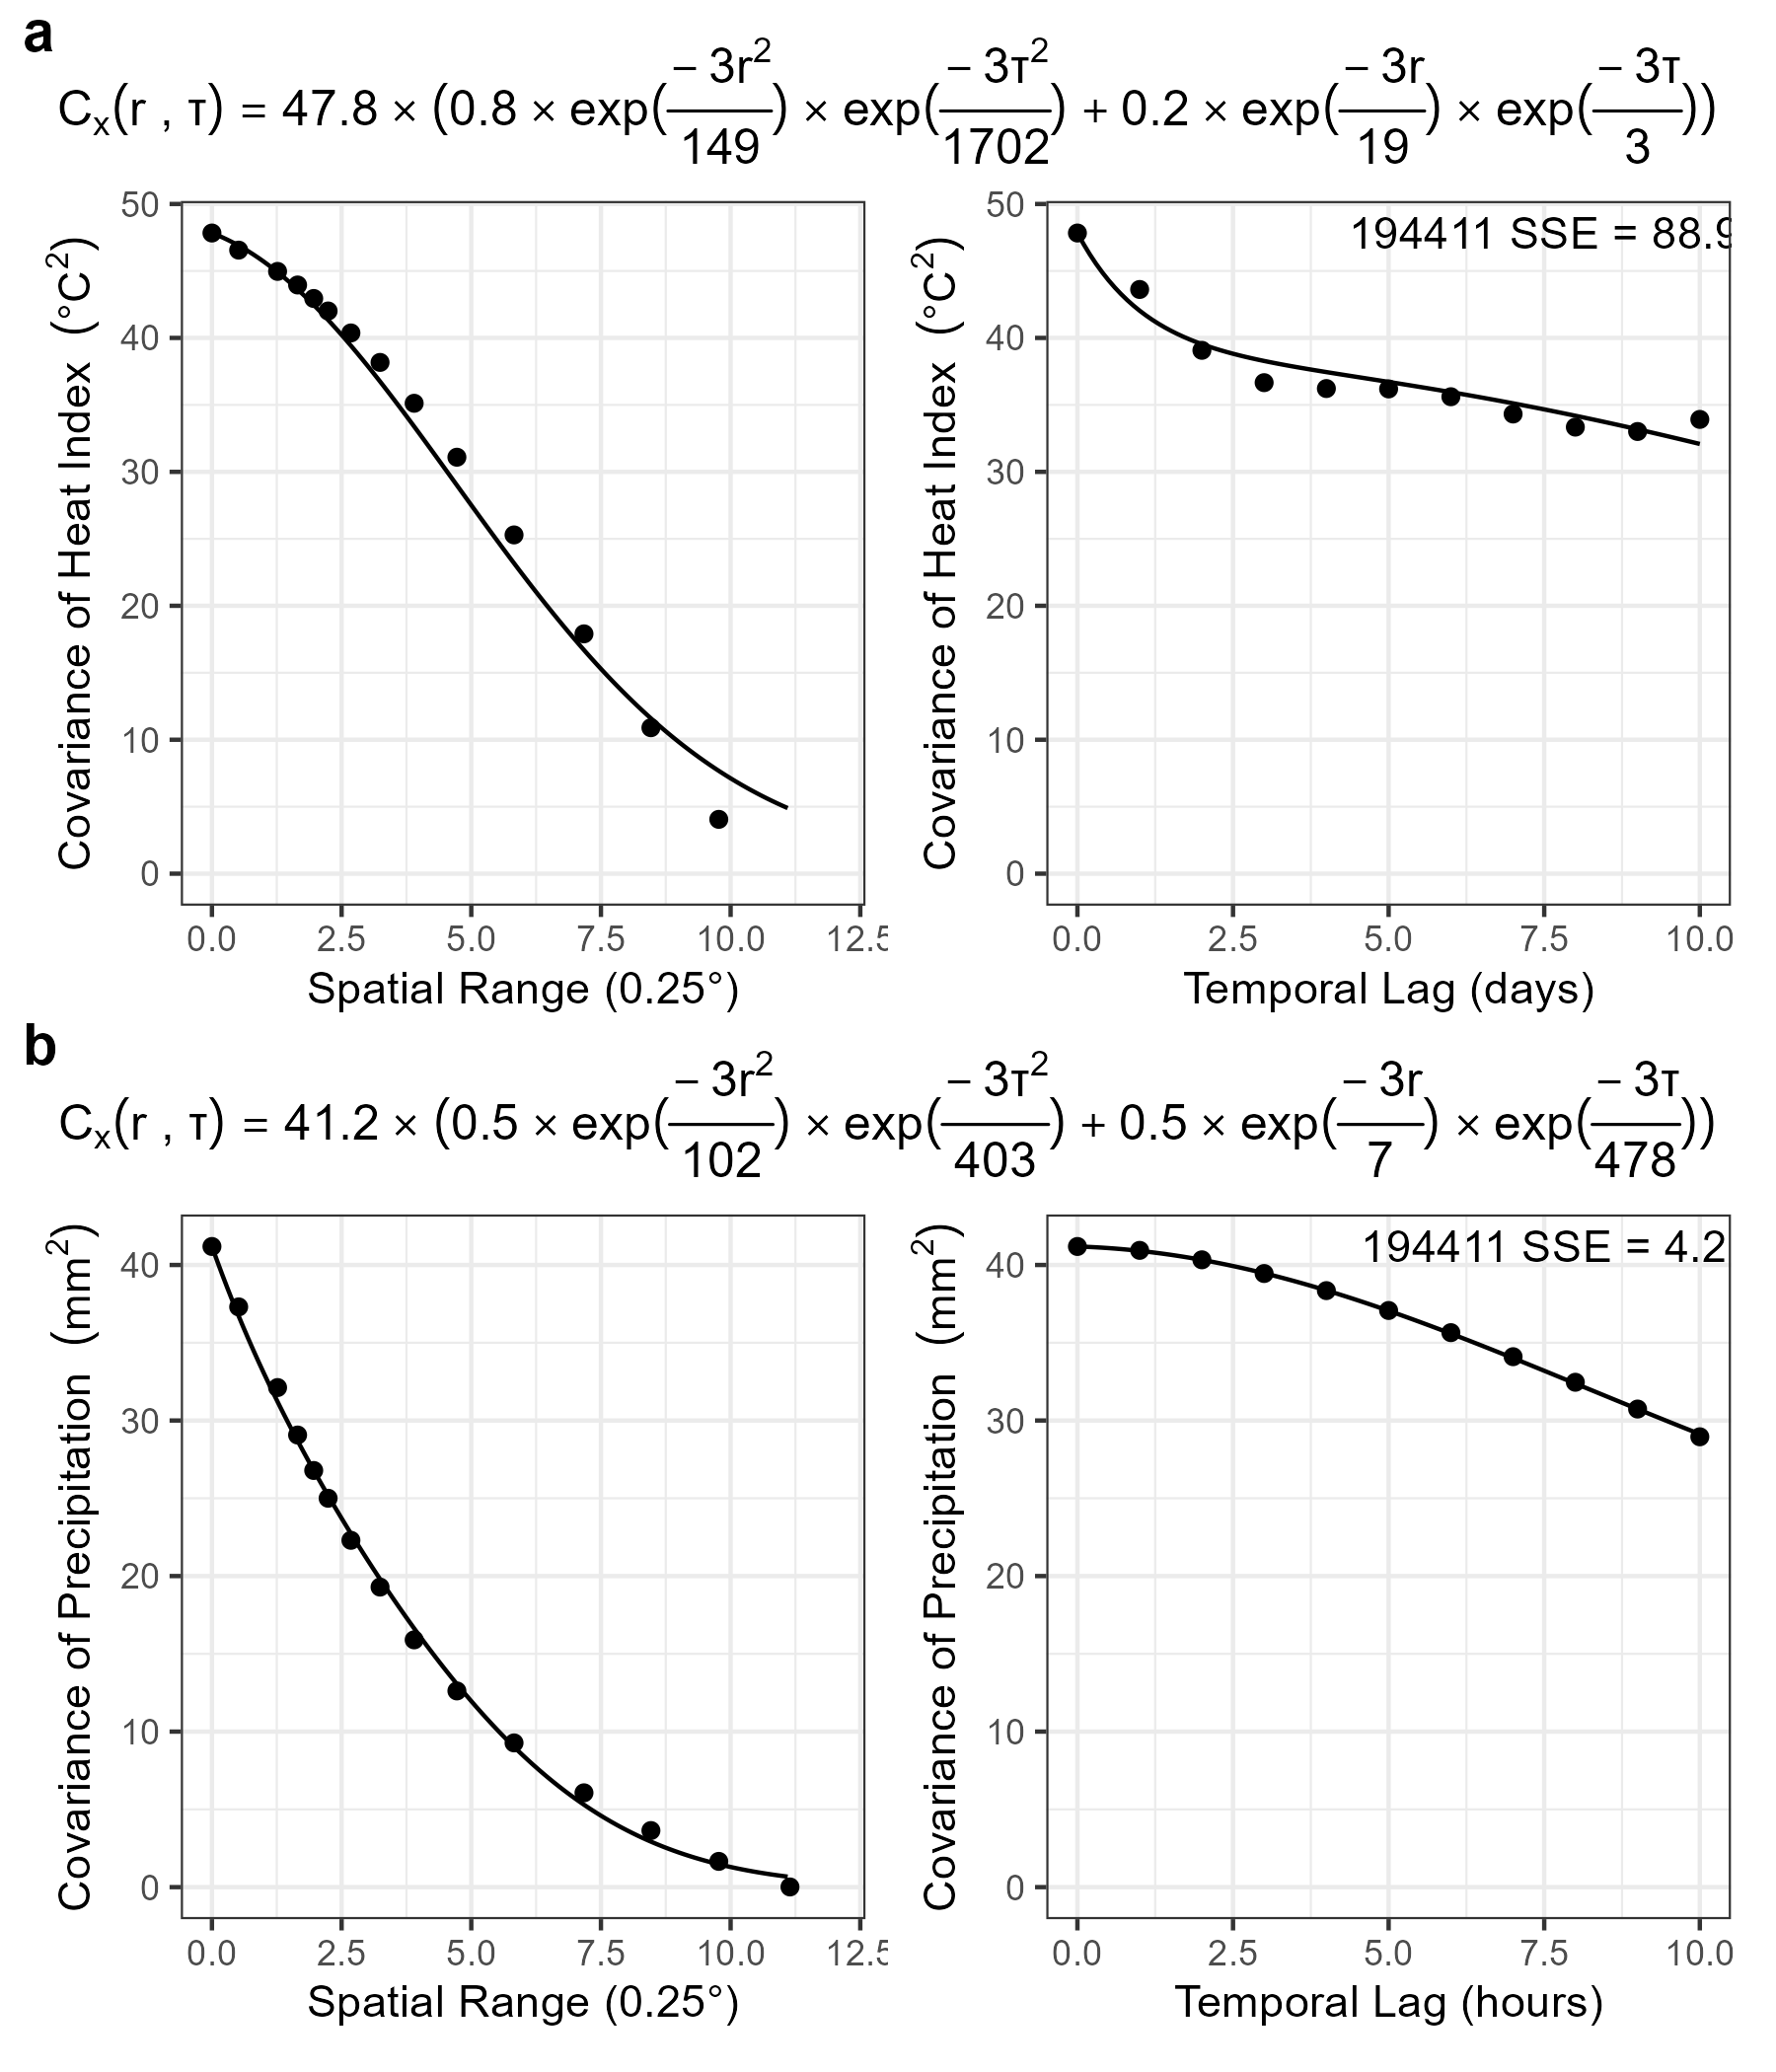 a
Cₓ(r , τ) = 47.8 × (0.8 × exp(− 3r² / 149) × exp(− 3τ² / 1702) + 0.2 × exp(− 3r / 19) × exp(− 3τ / 3))
50
40
30
20
10
0
Covariance of Heat Index (°C²)
0.0 2.5 5.0 7.5 10.0 12.5
Spatial Range (0.25°)
194411 SSE = 88.9
50
40
30
20
10
0
Covariance of Heat Index (°C²)
0.0 2.5 5.0 7.5 10.0
Temporal Lag (days)
b
Cₓ(r , τ) = 41.2 × (0.5 × exp(− 3r² / 102) × exp(− 3τ² / 403) + 0.5 × exp(− 3r / 7) × exp(− 3τ / 478))
40
30
20
10
0
Covariance of Precipitation (mm²)
0.0 2.5 5.0 7.5 10.0 12.5
Spatial Range (0.25°)
194411 SSE = 4.2
40
30
20
10
0
Covariance of Precipitation (mm²)
0.0 2.5 5.0 7.5 10.0
Temporal Lag (hours)